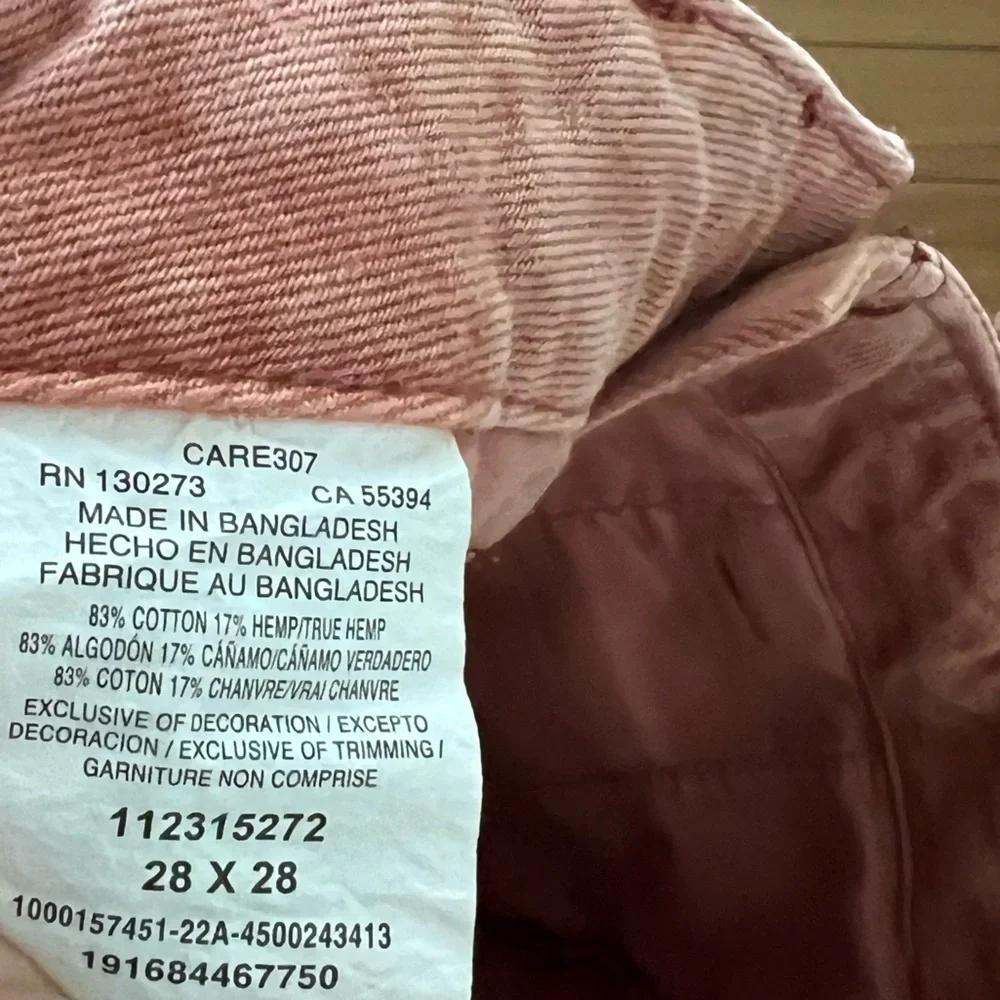 CARE307
RN 130273 CA 55394
MADE IN BANGLADESH
HECHO EN BANGLADESH
FABRIQUE AU BANGLADESH
83% COTTON 17% HEMP/TRUE HEMP
83% ALGODÓN 17% CÁÑAMO/CÁÑAMO VERDADERO
83% COTON 17% CHANVRE/VRAI CHANVRE
EXCLUSIVE OF DECORATION / EXCEPTO
DECORACION / EXCLUSIVE OF TRIMMING /
GARNITURE NON COMPRISE
112315272
28 X 28
1000157451-22A-4500243413
191684467750